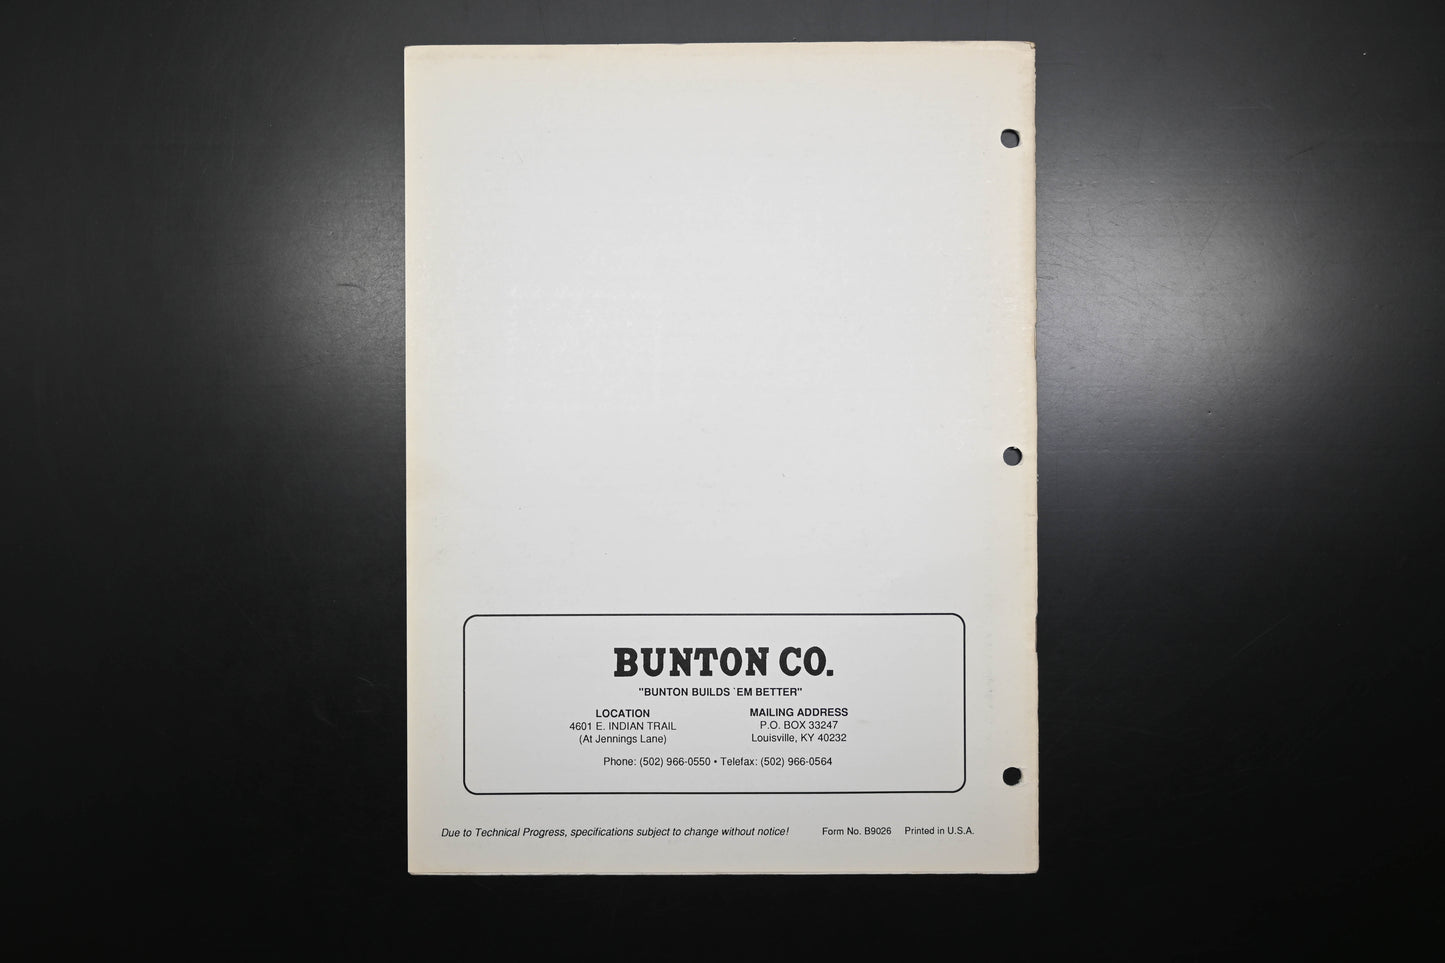 BUNTON CO.
"BUNTON BUILDS `EM BETTER"
LOCATION
4601 E. INDIAN TRAIL
(At Jennings Lane)
MAILING ADDRESS
P.O. BOX 33247
Louisville, KY 40232
Phone: (502) 966-0550 • Telefax: (502) 966-0564
Due to Technical Progress, specifications subject to change without notice!
Form No. B9026 Printed in U.S.A.